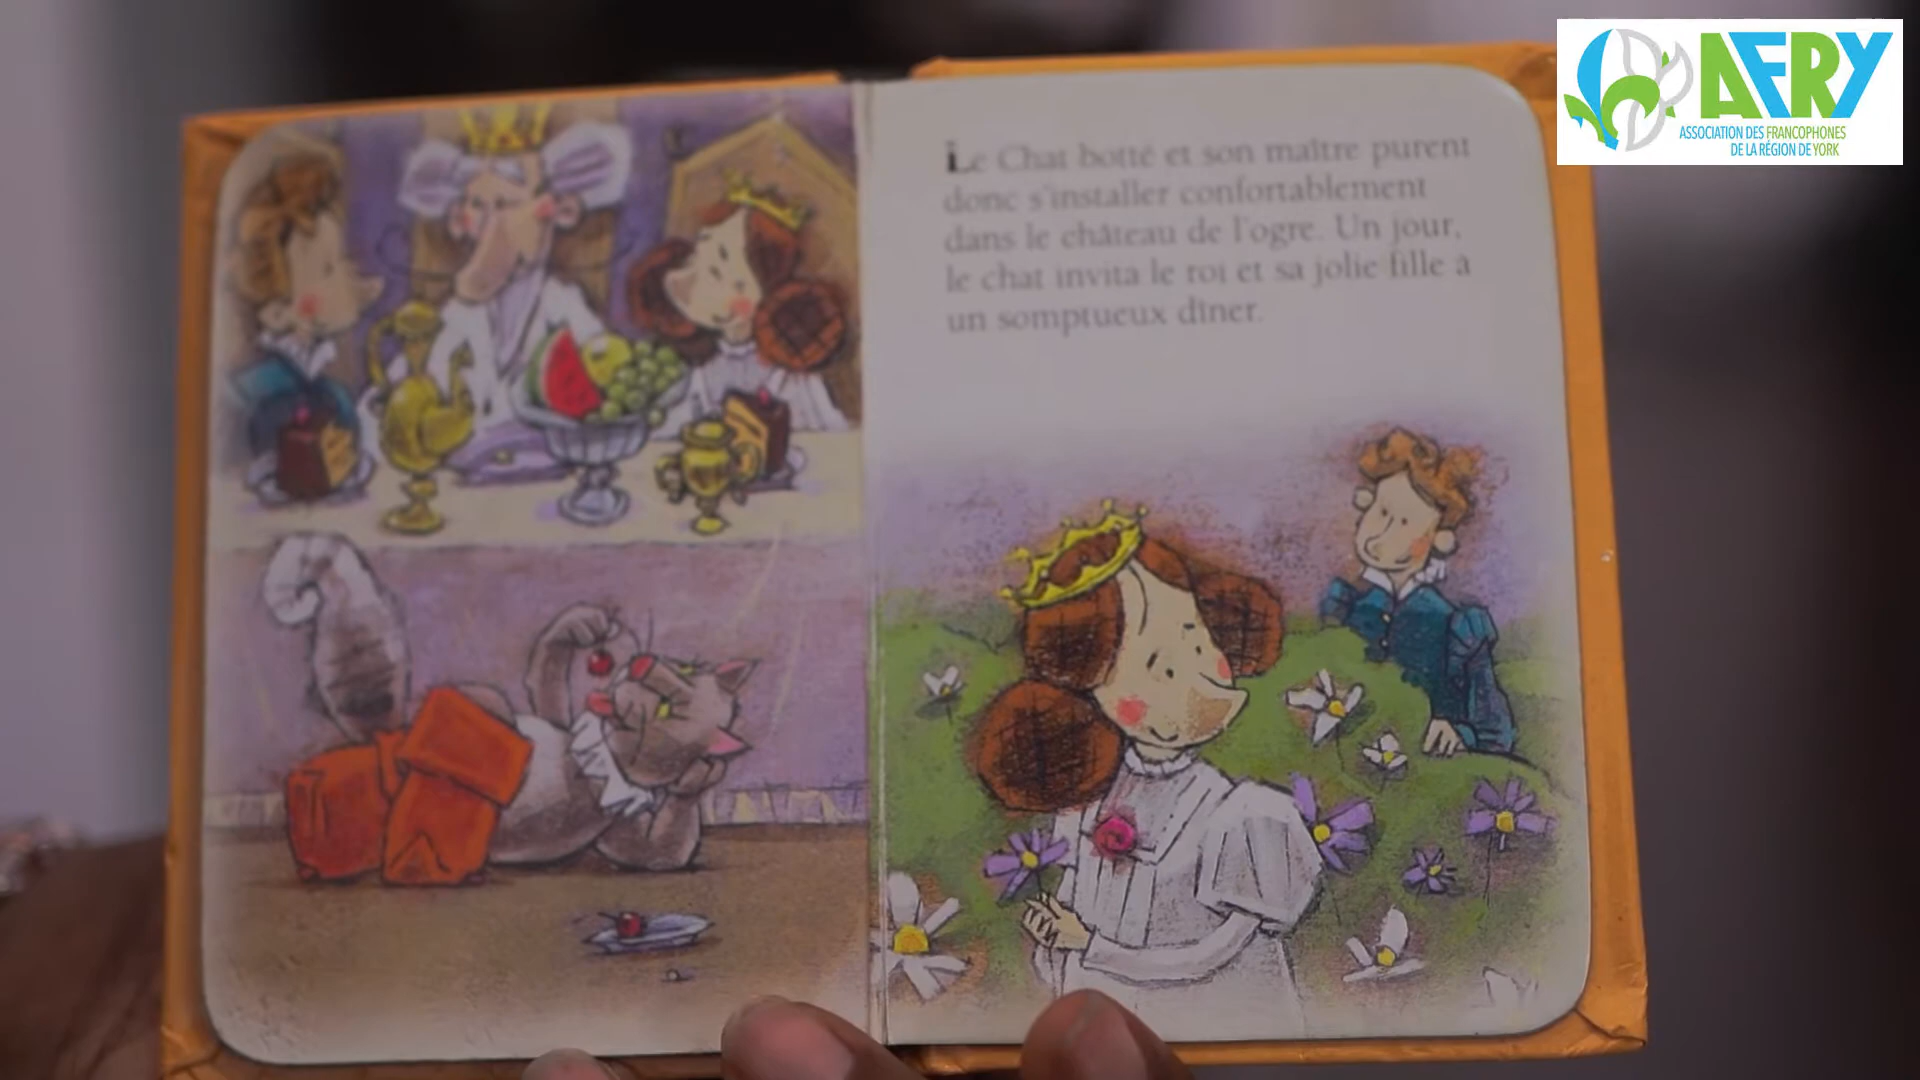 Le Chat botté et son maître purent
donc s'installer confortablement
dans le château de l'ogre. Un jour,
le chat invita le roi et sa jolie fille à
un somptueux dîner.
AFRY
ASSOCIATION DES FRANCOPHONES
DE LA RÉGION DE YORK